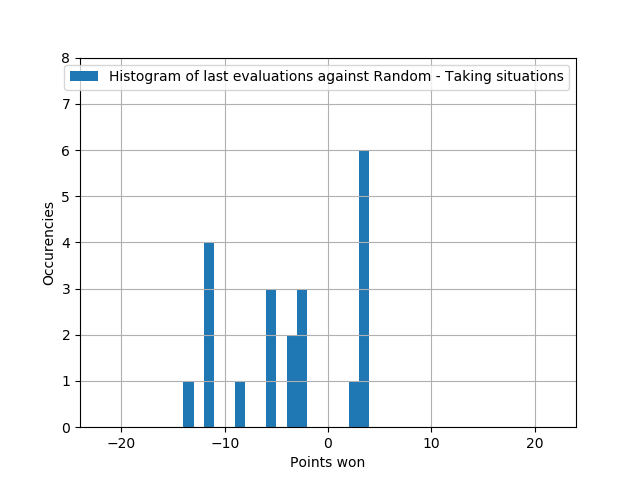 8
Histogram of last evaluations against Random - Taking situations
7
6
5
4
3
2
1
0
Occurencies
−20 −10 0 10 20
Points won